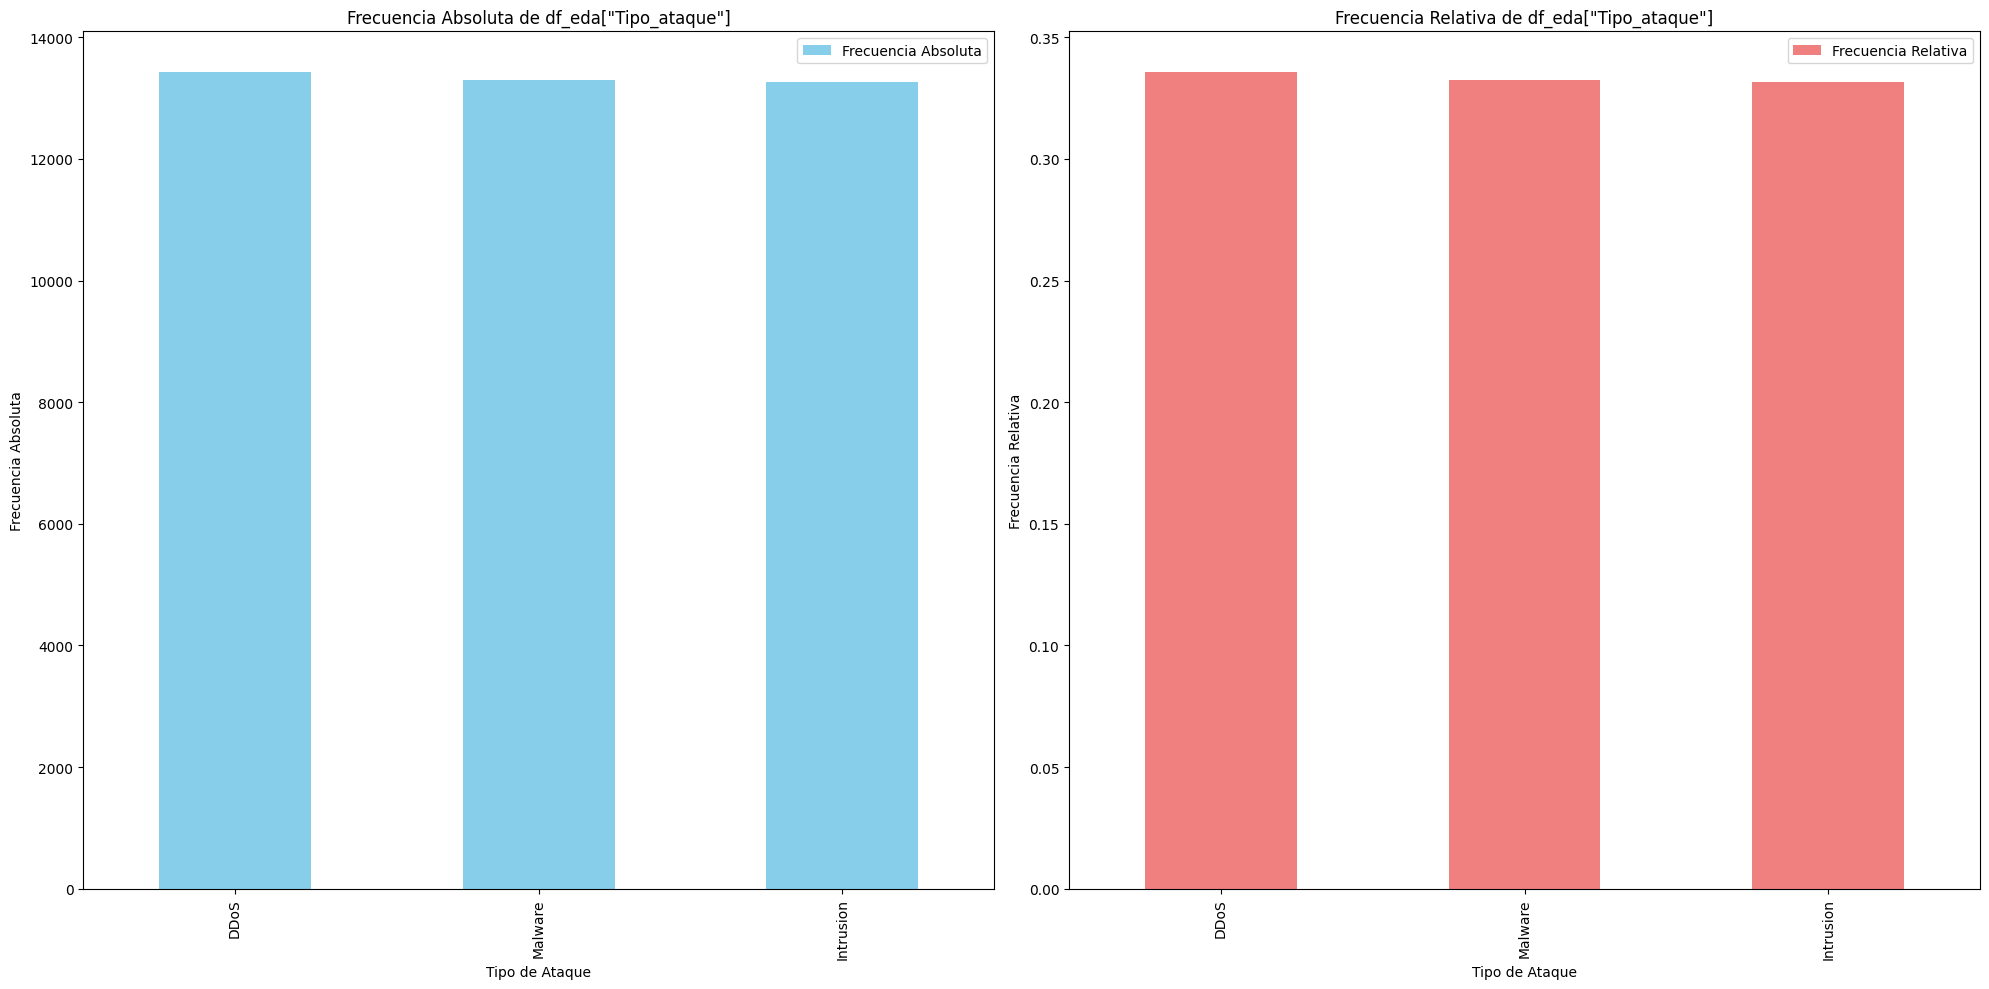 Frecuencia Absoluta de df_eda["Tipo_ataque"]
Frecuencia Absoluta
14000
12000
10000
8000
6000
4000
2000
0
Frecuencia Absoluta
DDoS
Malware
Intrusion
Tipo de Ataque
Frecuencia Relativa de df_eda["Tipo_ataque"]
Frecuencia Relativa
0.35
0.30
0.25
0.20
0.15
0.10
0.05
0.00
Frecuencia Relativa
DDoS
Malware
Intrusion
Tipo de Ataque